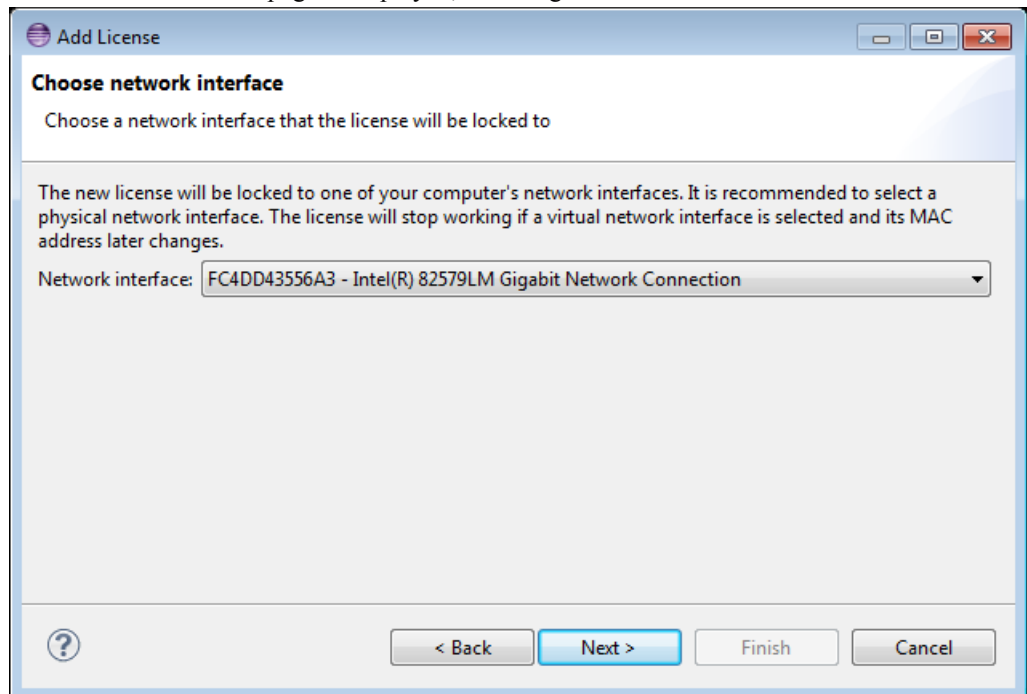 Add License
Choose network interface
Choose a network interface that the license will be locked to
The new license will be locked to one of your computer's network interfaces. It is recommended to select a
physical network interface. The license will stop working if a virtual network interface is selected and its MAC
address later changes.
Network interface: FC4DD43556A3 - Intel(R) 82579LM Gigabit Network Connection
? < Back Next > Finish Cancel